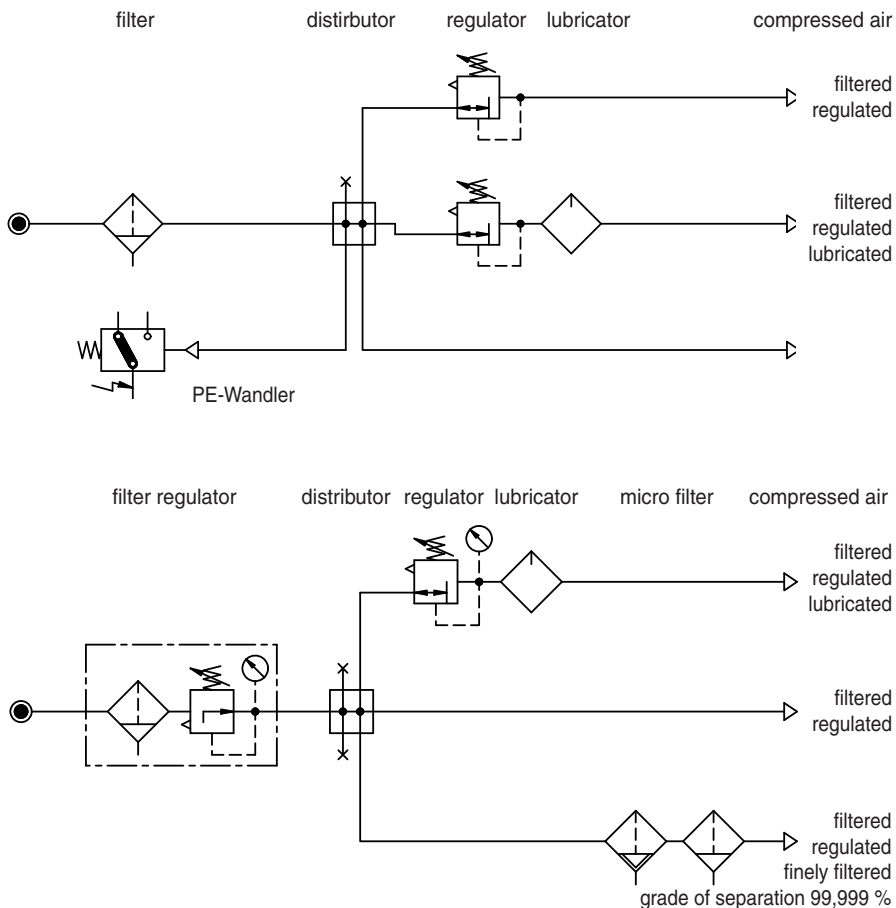 filter
distirbutor
regulator
lubricator
compressed air
filtered
regulated
filtered
regulated
lubricated
PE-Wandler
filter regulator
distributor
regulator
lubricator
micro filter
compressed air
filtered
regulated
lubricated
filtered
regulated
filtered
regulated
finely filtered
grade of separation 99,999 %